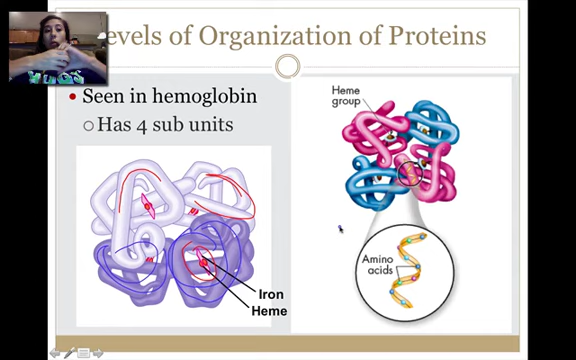 evels of Organization of Proteins
Seen in hemoglobin
Has 4 sub units
Iron
Heme
Heme
group
Amino
acids